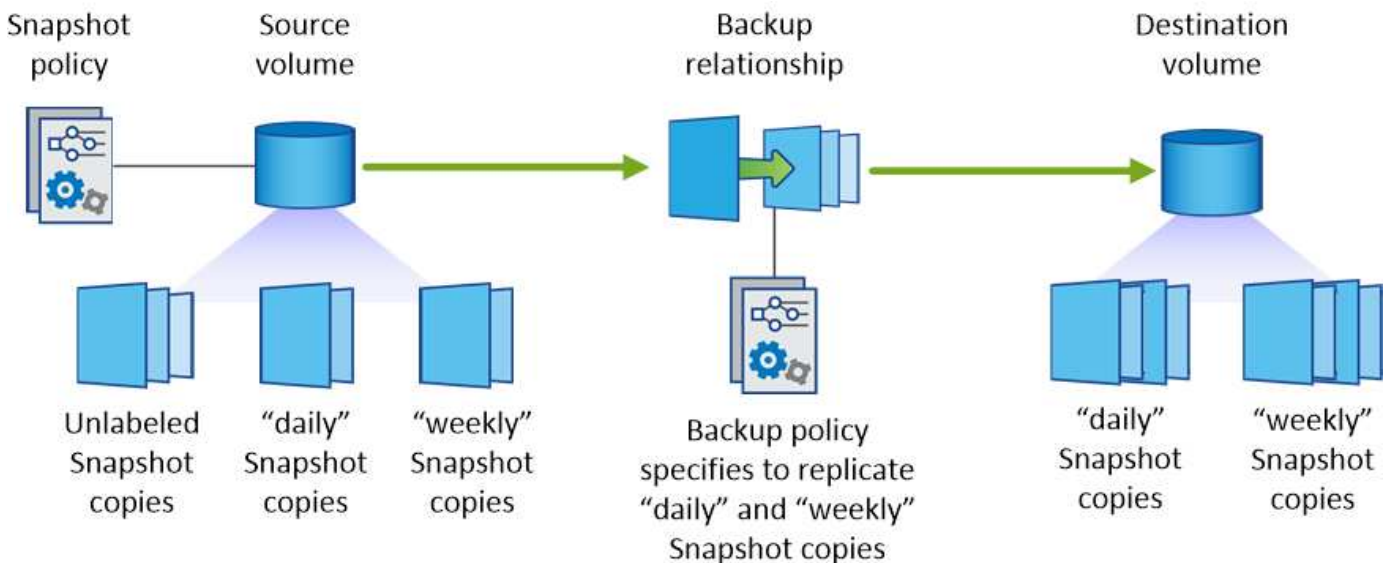 Snapshot
policy
Source
volume
Backup
relationship
Destination
volume
Unlabeled
Snapshot
copies
“daily”
Snapshot
copies
“weekly”
Snapshot
copies
Backup policy
specifies to replicate
“daily” and “weekly”
Snapshot copies
“daily”
Snapshot
copies
“weekly”
Snapshot
copies